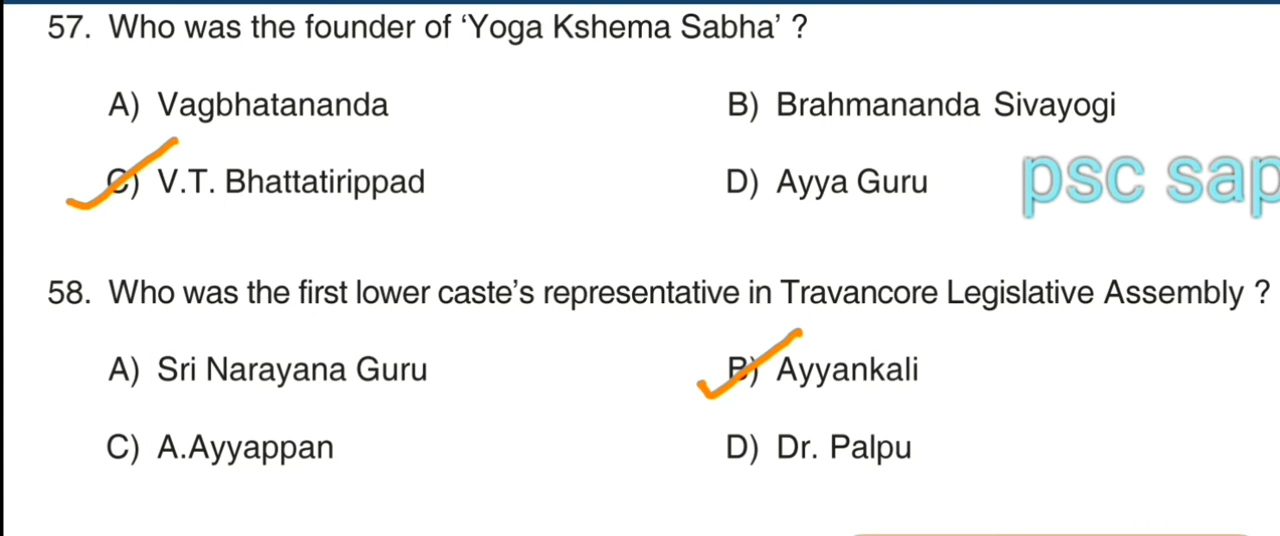 57. Who was the founder of ‘Yoga Kshema Sabha’ ?
A) Vagbhatananda B) Brahmananda Sivayogi
C) V.T. Bhattatirippad D) Ayya Guru
psc sap
58. Who was the first lower caste’s representative in Travancore Legislative Assembly ?
A) Sri Narayana Guru B) Ayyankali
C) A.Ayyappan D) Dr. Palpu